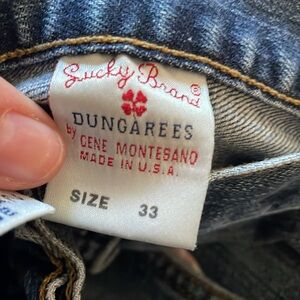 Lucky Brand ®
DUNGAREES
by GENE MONTESANO
MADE IN U.S.A.
SIZE 33